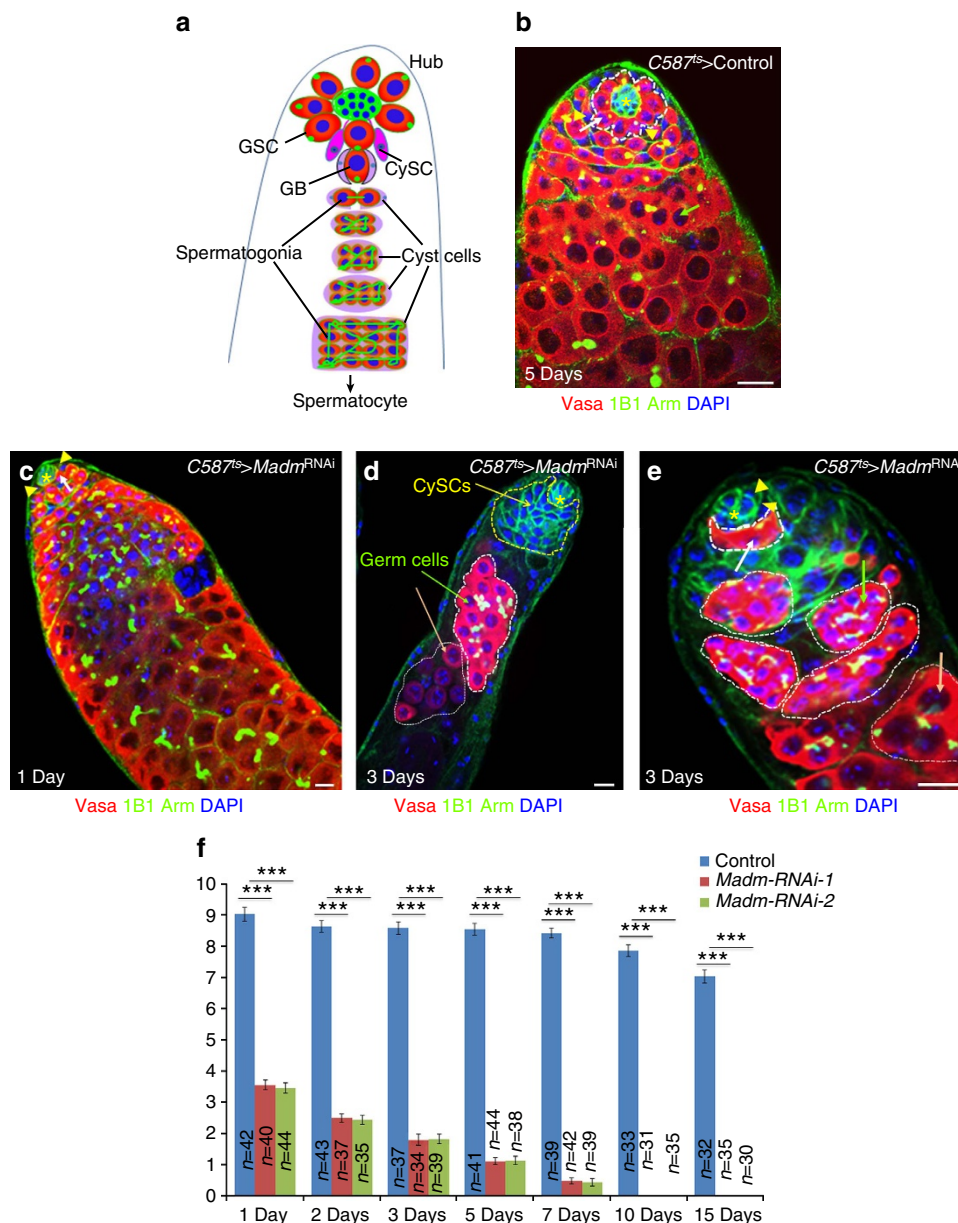 a
Hub
GSC
CySC
GB
Spermatogonia
Cyst cells
Spermatocyte
b
C587ts>Control
*
5 Days
Vasa 1B1 Arm DAPI
c
C587ts>MadmRNAi
*
1 Day
Vasa 1B1 Arm DAPI
d
C587ts>MadmRNAi
CySCs
*
Germ cells
3 Days
Vasa 1B1 Arm DAPI
e
C587ts>MadmRNA
*
3 Days
Vasa 1B1 Arm DAPI
f
Control
Madm-RNAi-1
Madm-RNAi-2
*** *** *** *** *** *** ***
*** *** *** *** *** *** ***
10
9
8
7
6
5
4
3
2
1
0
n=42 n=40 n=44
n=43 n=37 n=35
n=37 n=34 n=39
n=41 n=44 n=38
n=39 n=42 n=39
n=33 n=31 n=35
n=32 n=35 n=30
1 Day 2 Days 3 Days 5 Days 7 Days 10 Days 15 Days